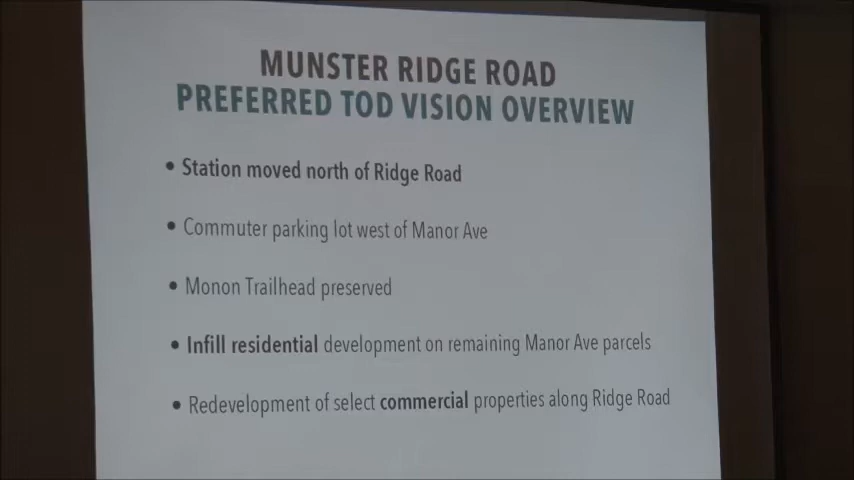 MUNSTER RIDGE ROAD
PREFERRED TOD VISION OVERVIEW
• Station moved north of Ridge Road
• Commuter parking lot west of Manor Ave
• Monon Trailhead preserved
• Infill residential development on remaining Manor Ave parcels
• Redevelopment of select commercial properties along Ridge Road